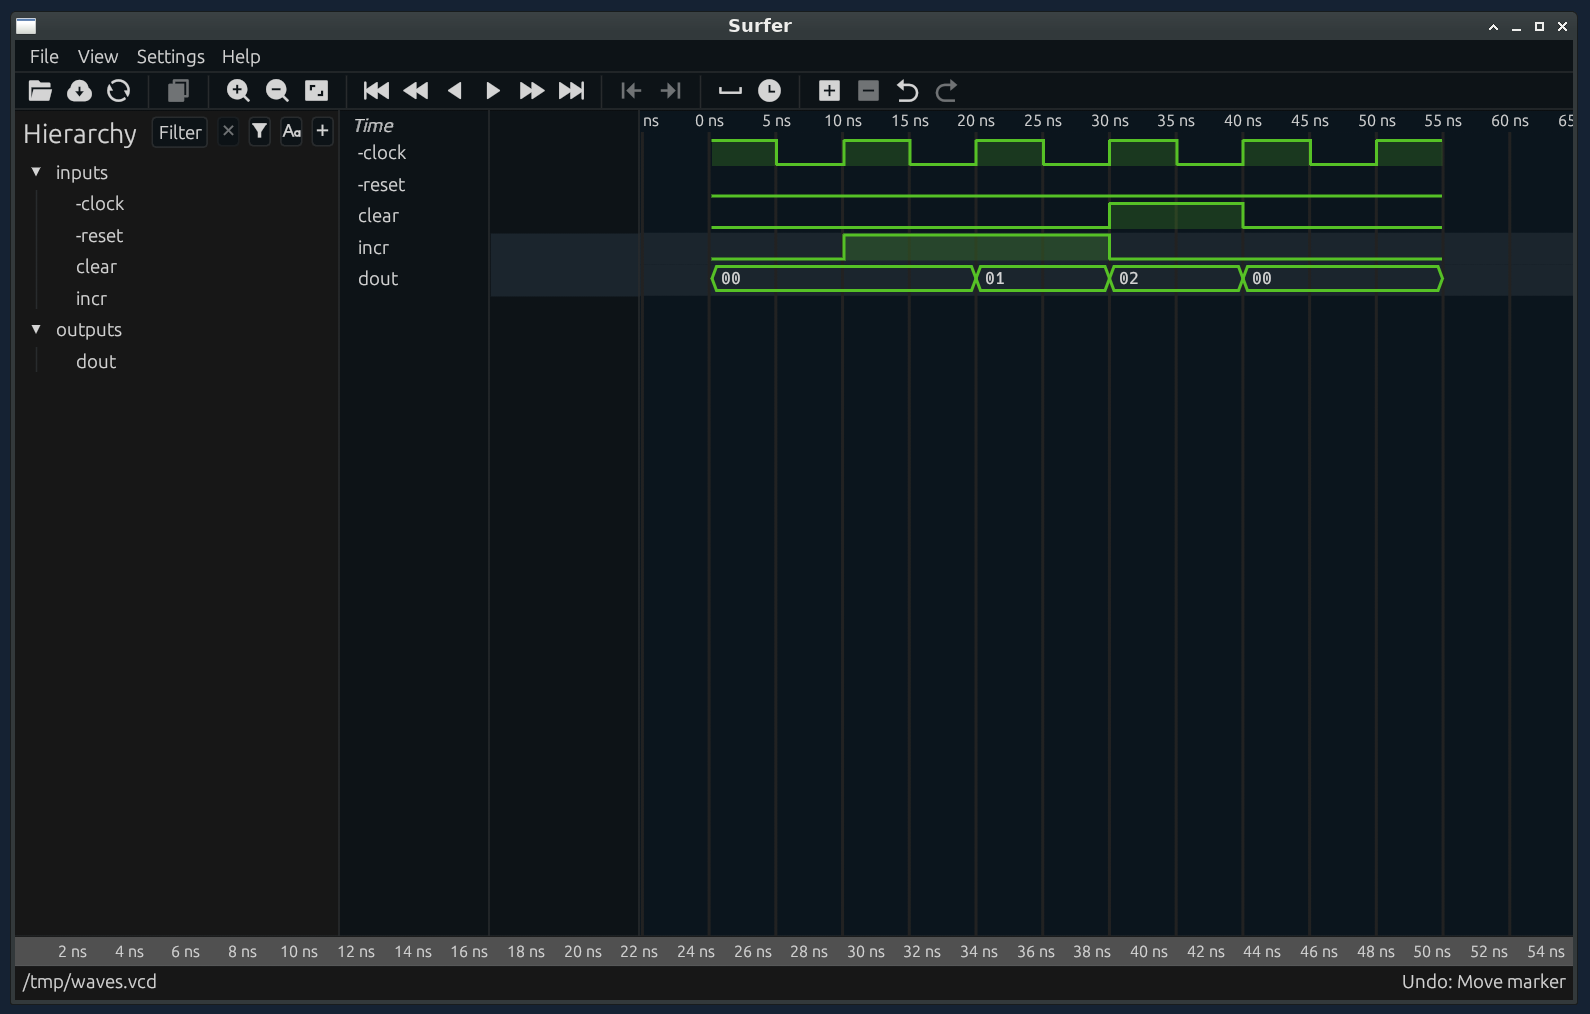 Surfer
File View Settings Help
Hierarchy Filter Aa
inputs
-clock
-reset
clear
incr
outputs
dout
Time
-clock
-reset
clear
incr
dout
ns 0 ns 5 ns 10 ns 15 ns 20 ns 25 ns 30 ns 35 ns 40 ns 45 ns 50 ns 55 ns 60 ns 65
00 01 02 00
2 ns 4 ns 6 ns 8 ns 10 ns 12 ns 14 ns 16 ns 18 ns 20 ns 22 ns 24 ns 26 ns 28 ns 30 ns 32 ns 34 ns 36 ns 38 ns 40 ns 42 ns 44 ns 46 ns 48 ns 50 ns 52 ns 54 ns
/tmp/waves.vcd
Undo: Move marker